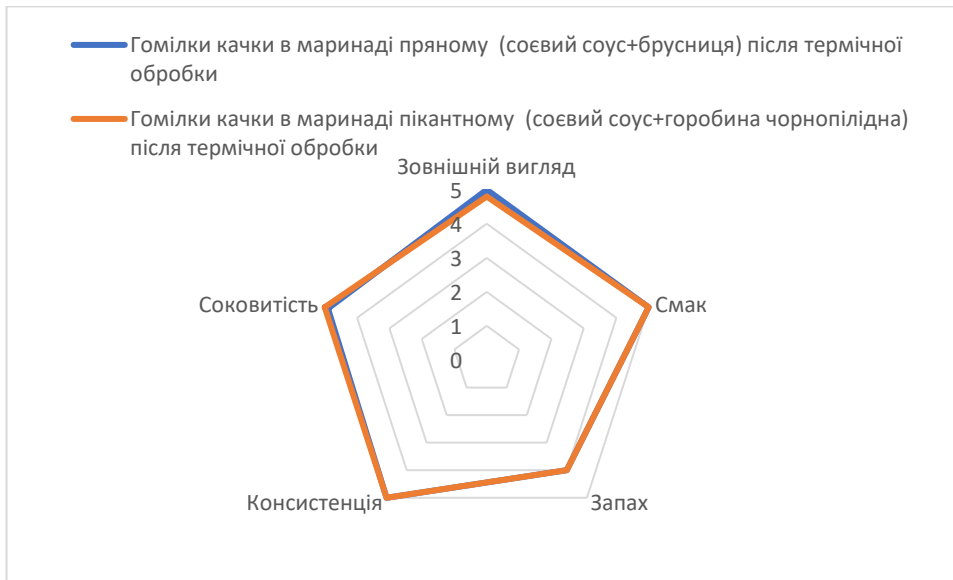 Гомілки качки в маринаді пряному (соєвий соус+брусниця) після термічної
обробки
Гомілки качки в маринаді пікантному (соєвий соус+горобина чорнопілідна)
після термічної обробки
Зовнішній вигляд
5
4
3
2
1
0
Соковитість
Смак
Консистенція
Запах